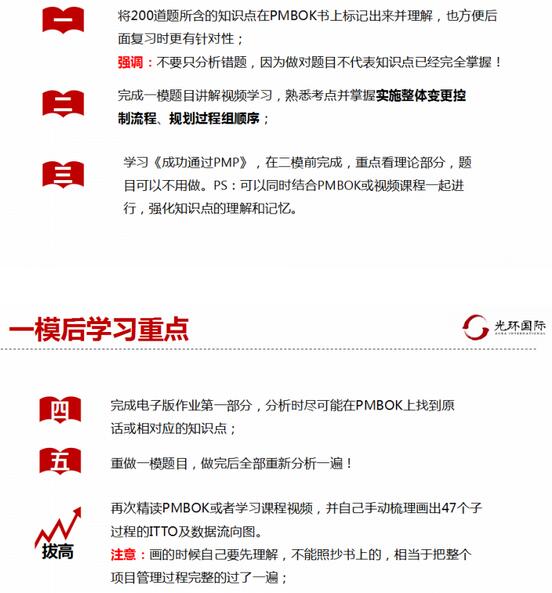 一
将200道题所含的知识点在PMBOK书上标记出来并理解，也方便后
面复习时更有针对性；
强调：不要只分析错题，因为做对题目不代表知识点已经完全掌握！
二
完成一模题目讲解视频学习，熟悉考点并掌握实施整体变更控
制流程、规划过程组顺序；
三
学习《成功通过PMP》，在二模前完成，重点看理论部分，题
目可以不用做。PS：可以同时结合PMBOK或视频课程一起进
行，强化知识点的理解和记忆。
一模后学习重点
光环国际
AURA INTERNATIONAL
四
完成电子版作业第一部分，分析时尽可能在PMBOK上找到原
话或相对应的知识点；
五
重做一模题目，做完后全部重新分析一遍！
拔高
再次精读PMBOK或者学习课程视频，并自己手动梳理画出47个子
过程的ITTO及数据流向图。
注意：画的时候自己要先理解，不能照抄书上的，相当于把整个
项目管理过程完整的过了一遍；